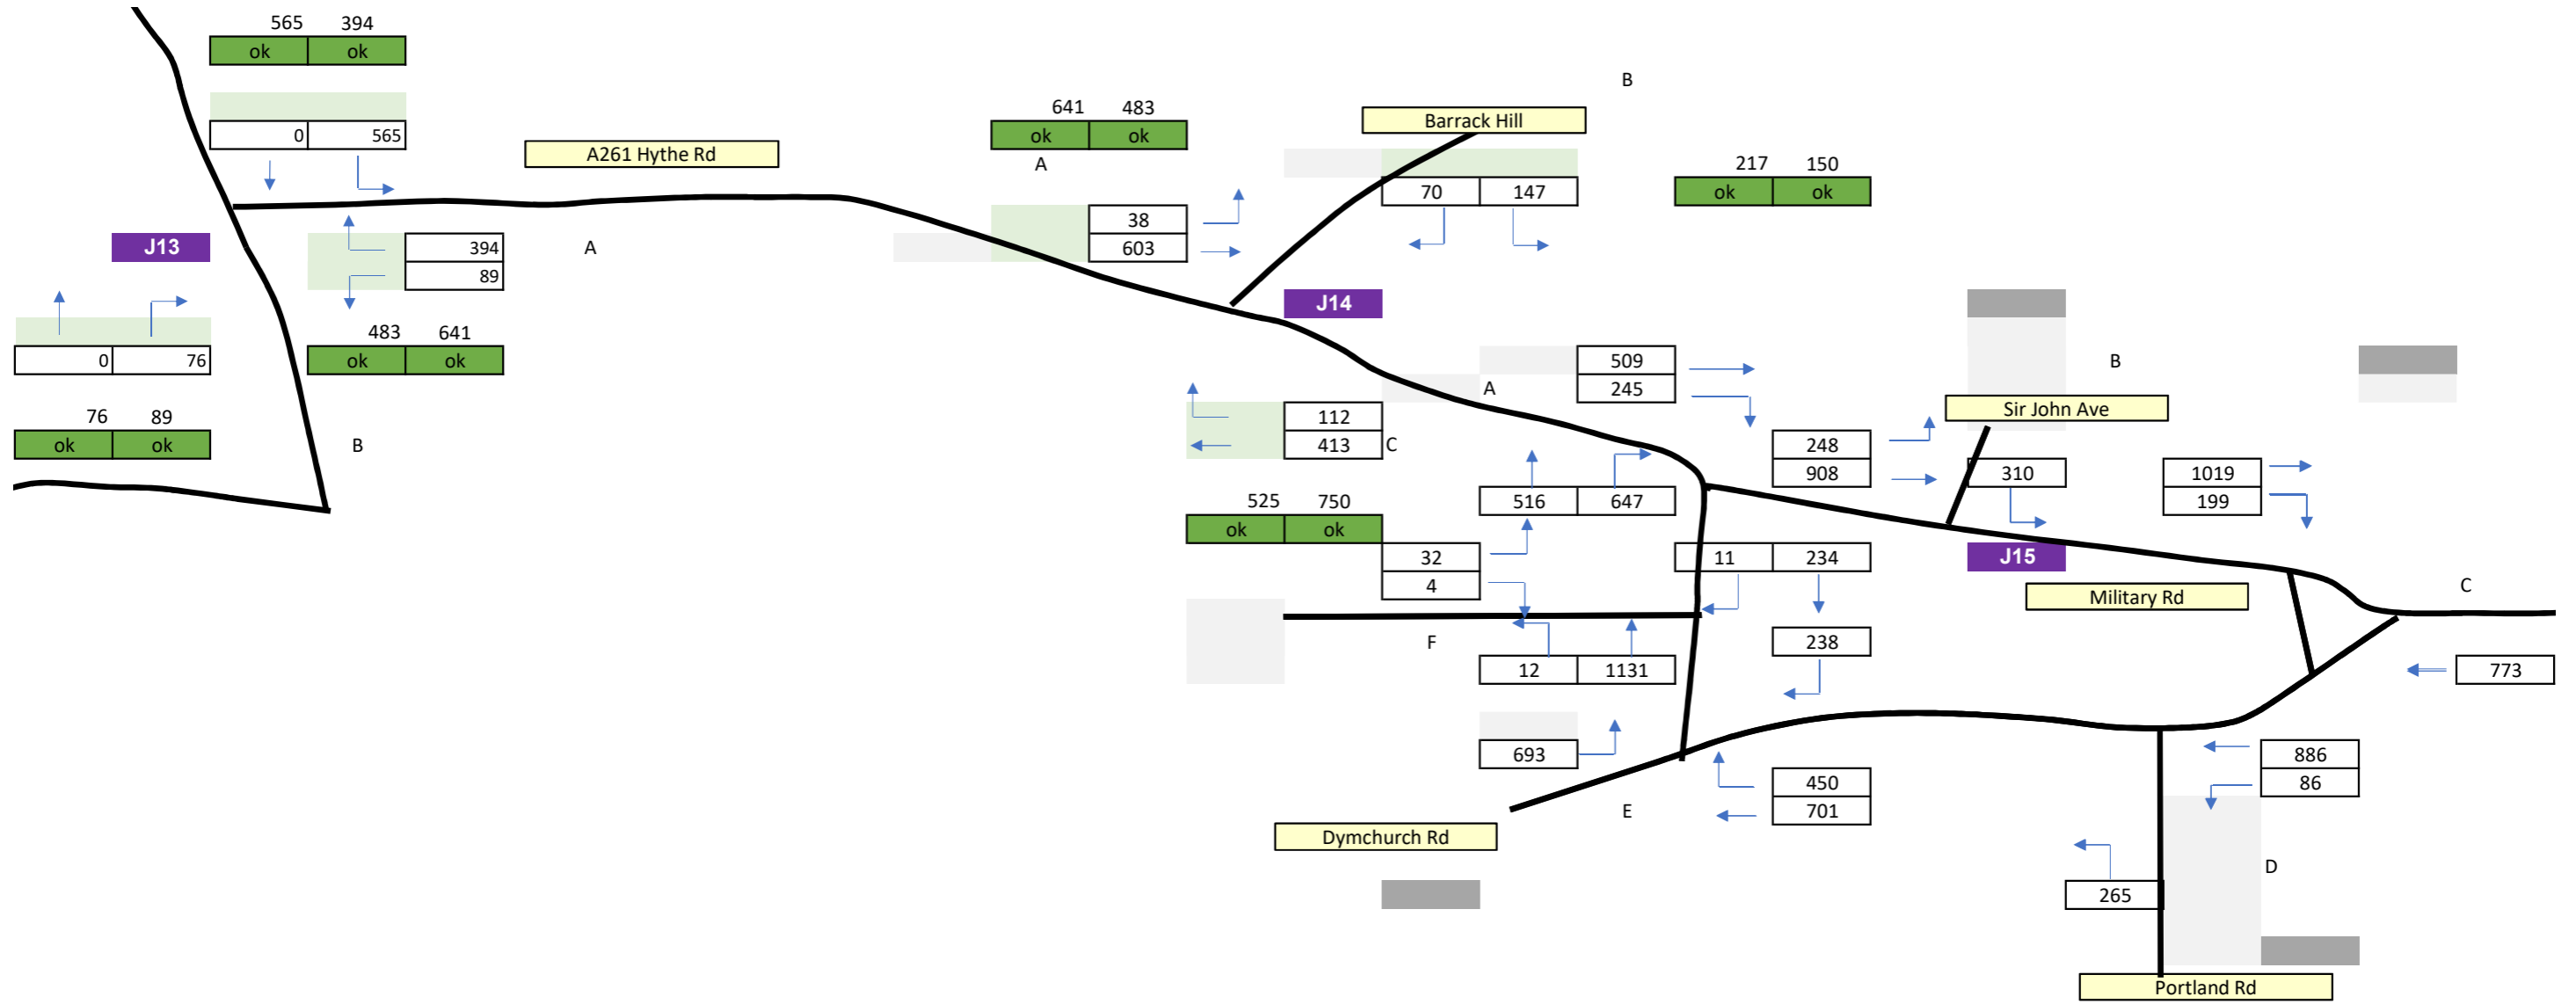 565 394
ok ok
B
641 483
Barrack Hill
0 565
ok ok
A261 Hythe Rd
A
217 150
70 147
ok ok
38
J13
394
A
603
89
J14
483 641
0 76
ok ok
509
B
A
245
76 89
112
Sir John Ave
ok ok
B
413
C
248
908
310
1019
516 647
199
525 750
ok ok
32
11 234
J15
4
Military Rd
C
F
238
12 1131
773
693
886
450
86
E
701
Dymchurch Rd
D
265
Portland Rd